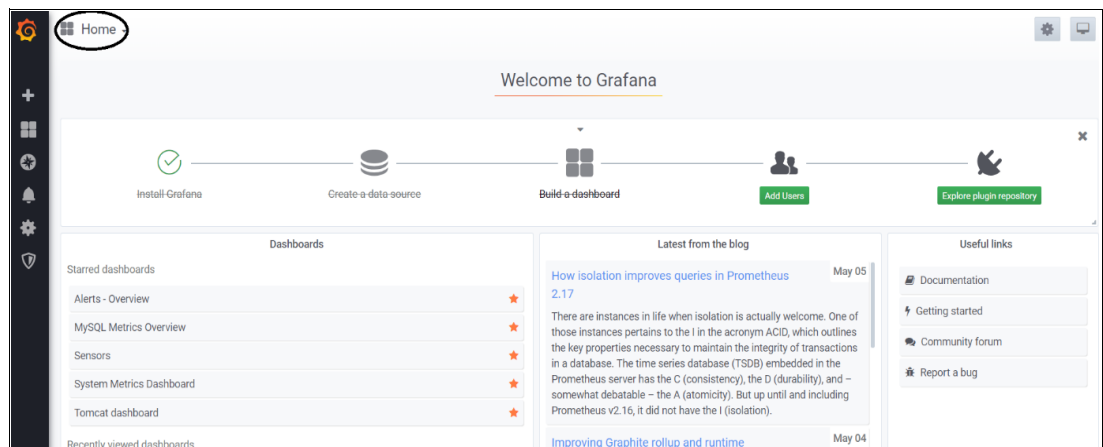 Home
Welcome to Grafana
Install Grafana
Create a data source
Build a dashboard
Add Users
Explore plugin repository
Dashboards
Starred dashboards
Alerts - Overview
MySQL Metrics Overview
Sensors
System Metrics Dashboard
Tomcat dashboard
Recently viewed dashboards
Latest from the blog
How isolation improves queries in Prometheus
2.17
May 05
There are instances in life when isolation is actually welcome. One of
those instances pertains to the I in the acronym ACID, which outlines
the key properties necessary to maintain the integrity of transactions
in a database. The time series database (TSDB) embedded in the
Prometheus server has the C (consistency), the D (durability), and –
somewhat debatable – the A (atomicity). But up until and including
Prometheus v2.16, it did not have the I (isolation).
Improving Graphite rollup and runtime
May 04
Useful links
Documentation
Getting started
Community forum
Report a bug